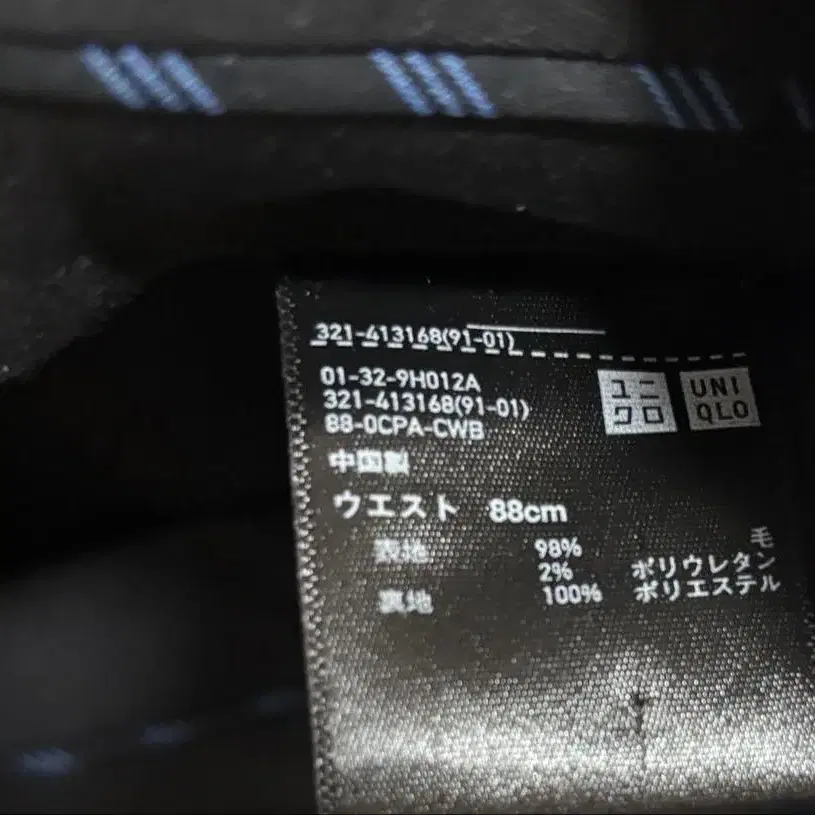 321-413168(91-01)
01-32-9H012A
321-413168(91-01)
88-0CPA-CWB
ユニ
クロ
UNI
QLO
中国製
ウエスト 88cm
表地 98% 毛
2% ポリウレタン
裏地 100% ポリエステル